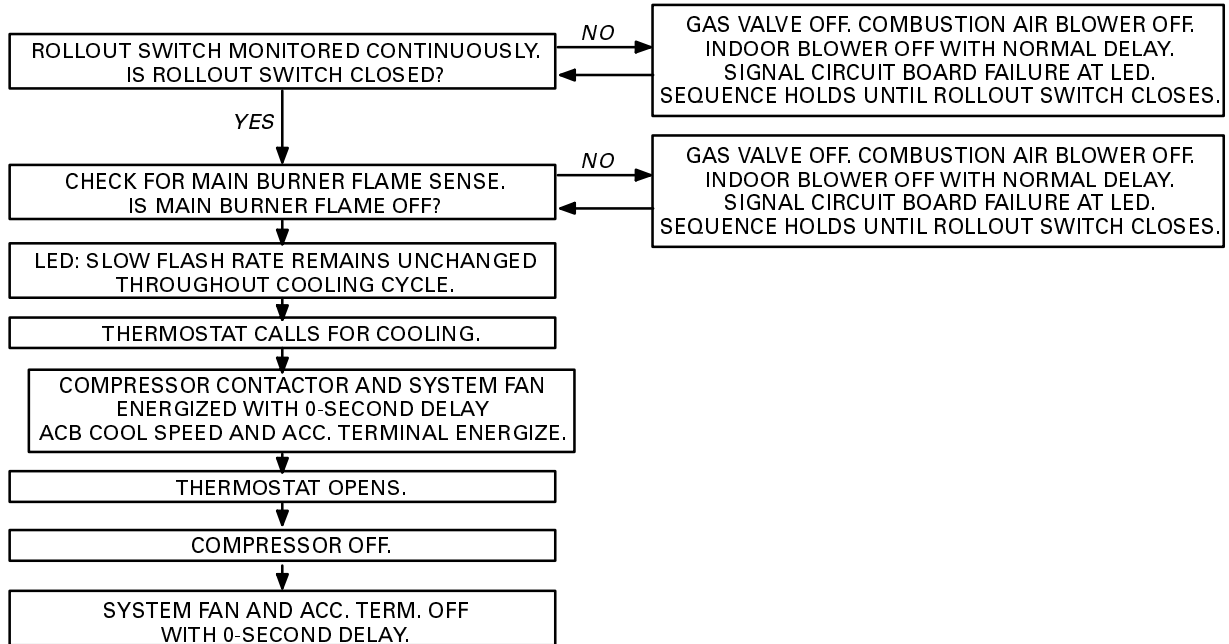 ROLLOUT SWITCH MONITORED CONTINUOUSLY.
IS ROLLOUT SWITCH CLOSED?
NO
GAS VALVE OFF. COMBUSTION AIR BLOWER OFF.
INDOOR BLOWER OFF WITH NORMAL DELAY.
SIGNAL CIRCUIT BOARD FAILURE AT LED.
SEQUENCE HOLDS UNTIL ROLLOUT SWITCH CLOSES.
YES
CHECK FOR MAIN BURNER FLAME SENSE.
IS MAIN BURNER FLAME OFF?
NO
GAS VALVE OFF. COMBUSTION AIR BLOWER OFF.
INDOOR BLOWER OFF WITH NORMAL DELAY.
SIGNAL CIRCUIT BOARD FAILURE AT LED.
SEQUENCE HOLDS UNTIL ROLLOUT SWITCH CLOSES.
LED: SLOW FLASH RATE REMAINS UNCHANGED
THROUGHOUT COOLING CYCLE.
THERMOSTAT CALLS FOR COOLING.
COMPRESSOR CONTACTOR AND SYSTEM FAN
ENERGIZED WITH 0-SECOND DELAY
ACB COOL SPEED AND ACC. TERMINAL ENERGIZE.
THERMOSTAT OPENS.
COMPRESSOR OFF.
SYSTEM FAN AND ACC. TERM. OFF
WITH 0-SECOND DELAY.